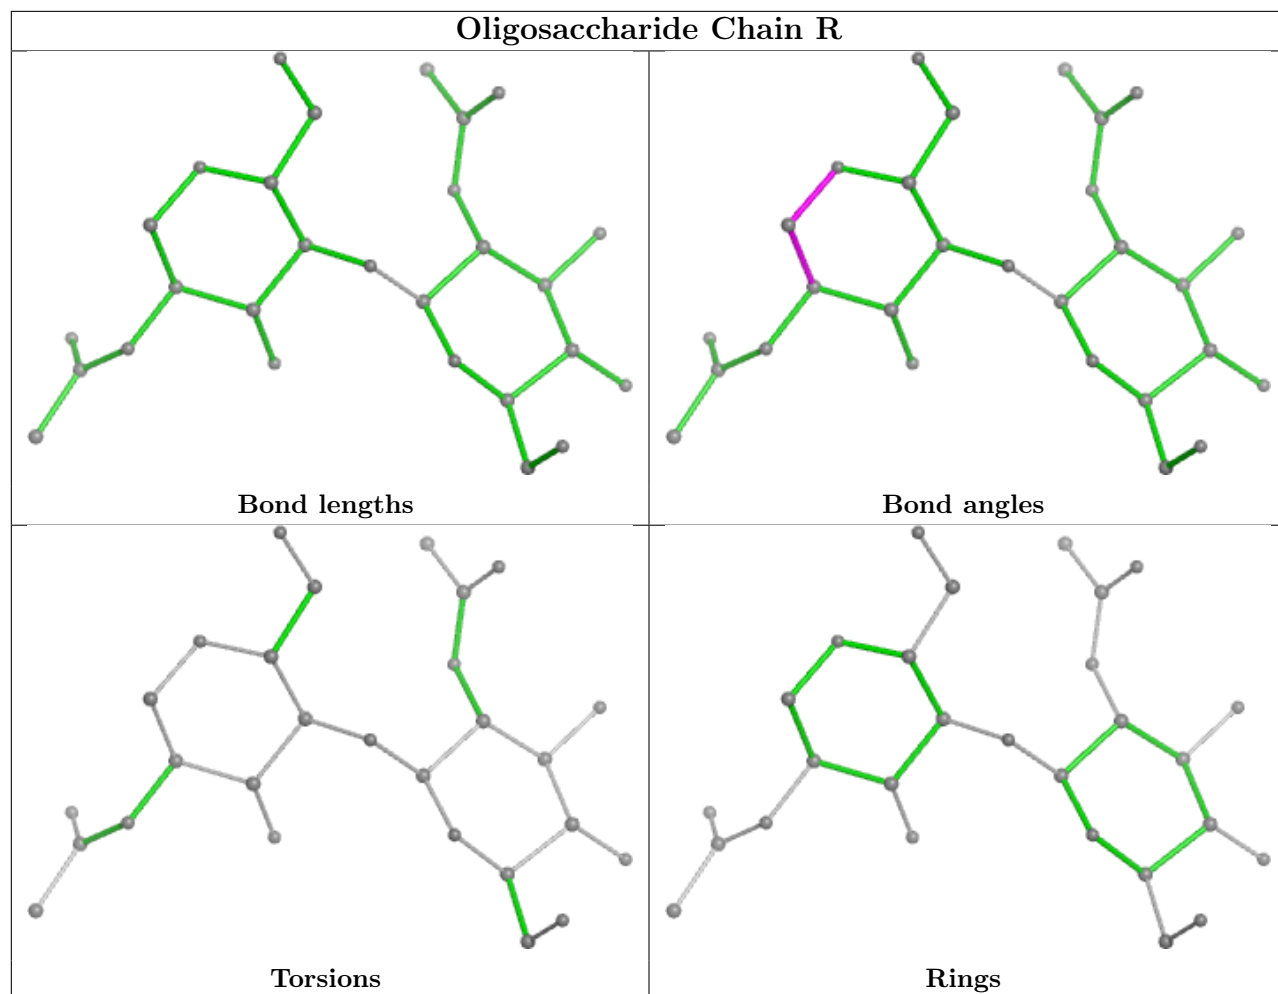 Oligosaccharide Chain R
Bond lengths
Bond angles
Torsions
Rings